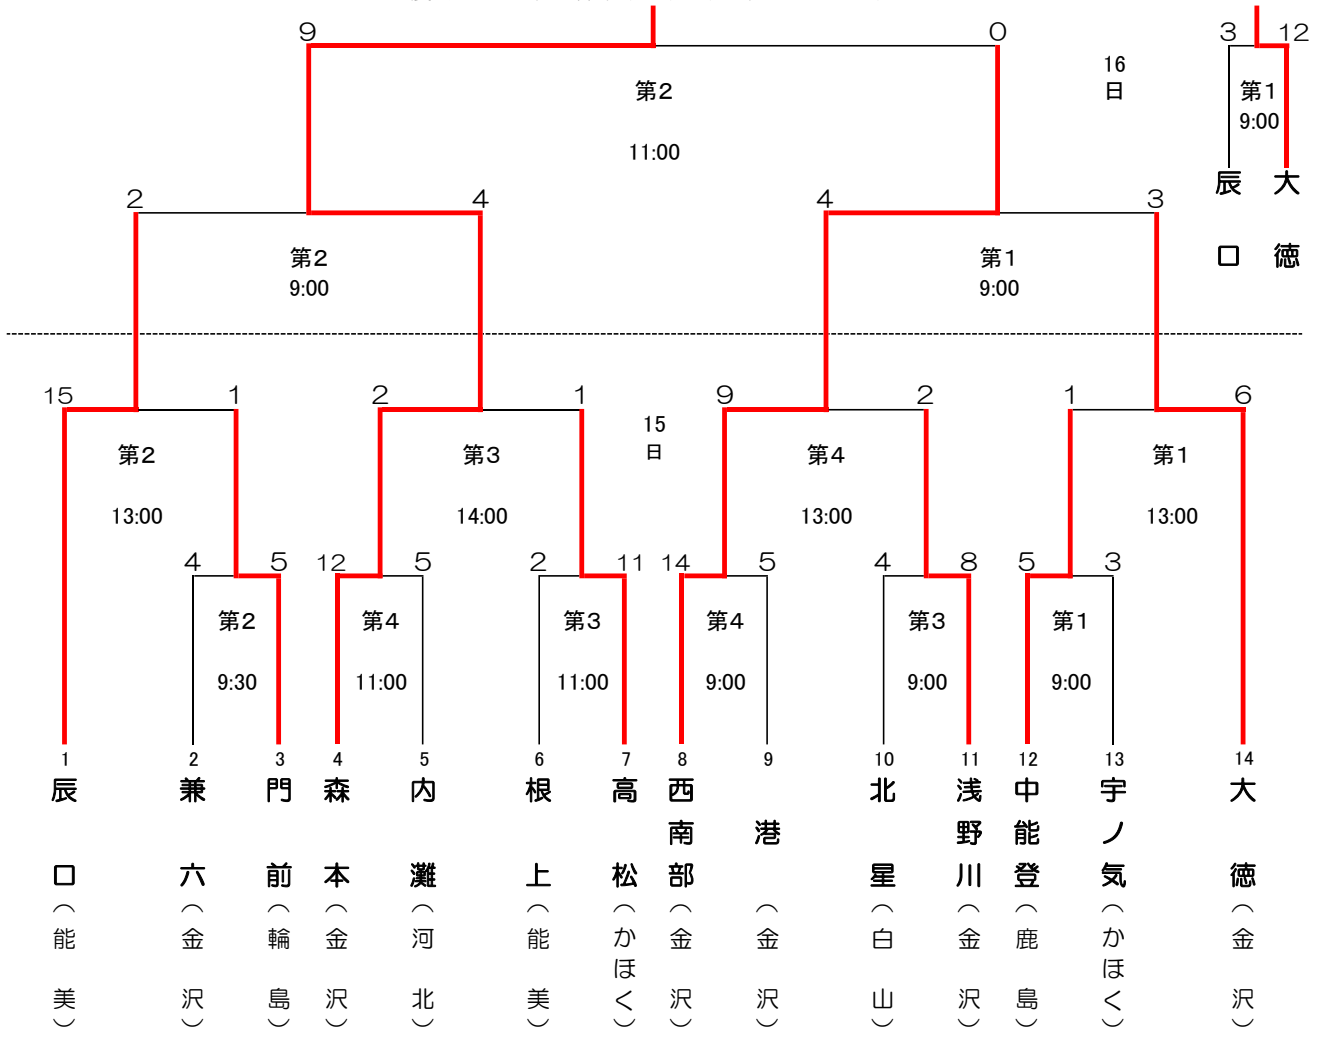 9 0 3 12
第2 16日 第1
11:00 9:00
辰口 大徳
2 4 4 3
第2 第1
9:00 9:00
15 1 2 1 9 2 1 6
第2 第3 15日 第4 第1
13:00 14:00 13:00 13:00
4 5 12 5 2 11 14 5 4 8 5 3
第2 第4 第3 第4 第3 第1
9:30 11:00 11:00 9:00 9:00 9:00
1 2 3 4 5 6 7 8 9 10 11 12 13 14
辰口(能美)
兼六(金沢)
門前(輪島)
森本(金沢)
内灘(河北)
根上(能美)
高松(かほく)
西南部(金沢)
港(金沢)
北星(白山)
浅野川(金沢)
中能登(鹿島)
宇ノ気(かほく)
大徳(金沢)